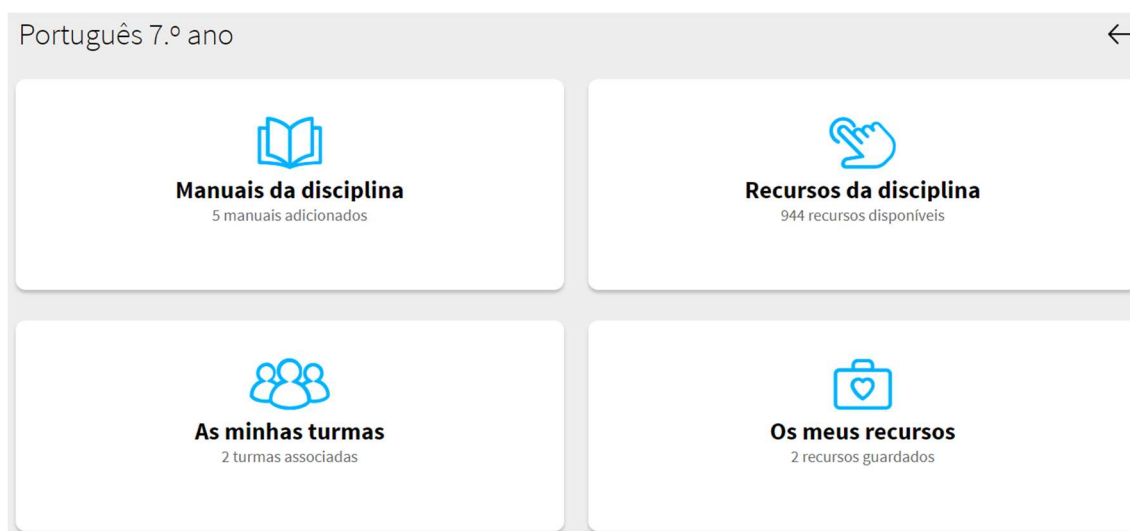 Português 7.º ano
Manuais da disciplina
5 manuais adicionados
Recursos da disciplina
944 recursos disponíveis
As minhas turmas
2 turmas associadas
Os meus recursos
2 recursos guardados